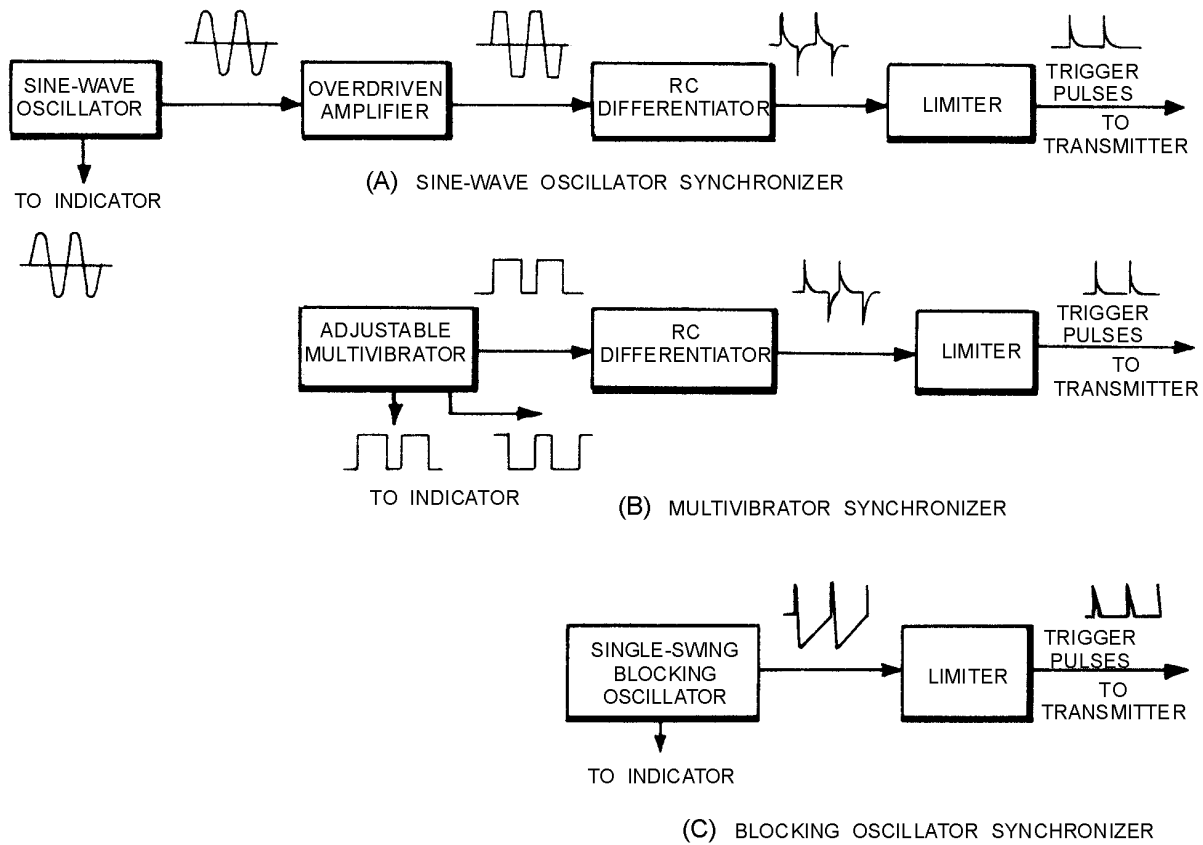 SINE-WAVE
OSCILLATOR
OVERDRIVEN
AMPLIFIER
RC
DIFFERENTIATOR
LIMITER
TRIGGER
PULSES
TO
TRANSMITTER
TO INDICATOR
(A) SINE-WAVE OSCILLATOR SYNCHRONIZER
ADJUSTABLE
MULTIVIBRATOR
RC
DIFFERENTIATOR
LIMITER
TRIGGER
PULSES
TO
TRANSMITTER
TO INDICATOR
(B) MULTIVIBRATOR SYNCHRONIZER
SINGLE-SWING
BLOCKING
OSCILLATOR
LIMITER
TRIGGER
PULSES
TO
TRANSMITTER
TO INDICATOR
(C) BLOCKING OSCILLATOR SYNCHRONIZER